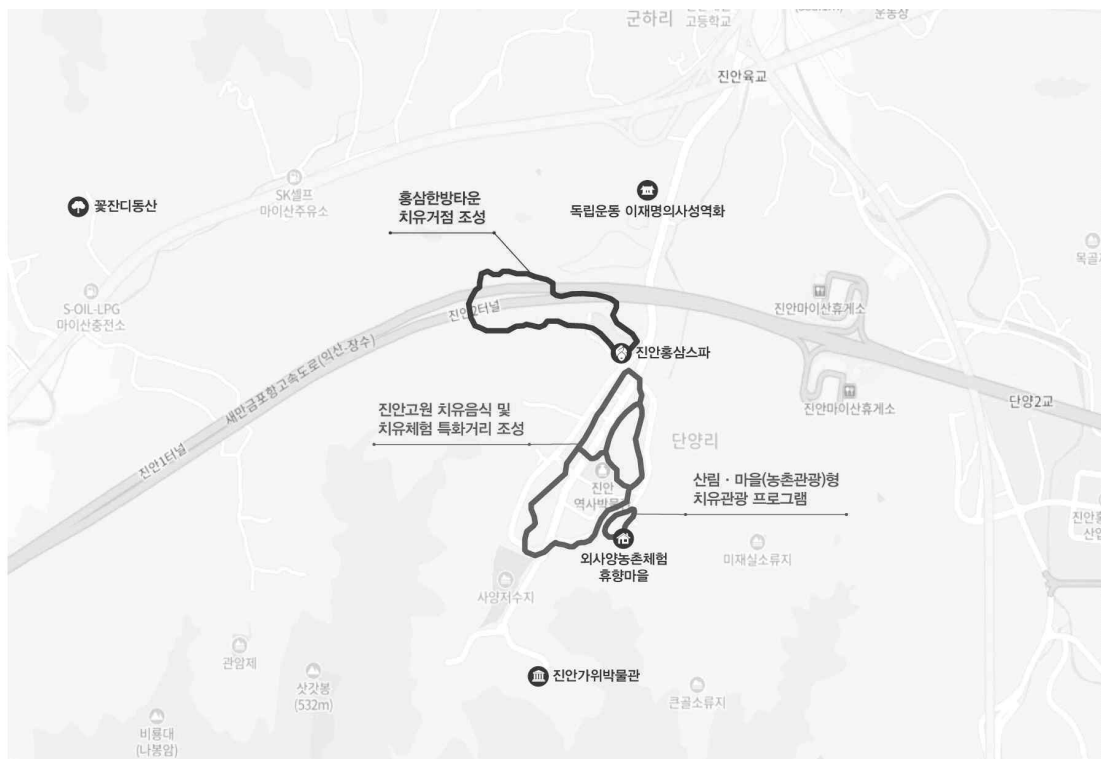 군하리
고등학교
운동장
진안육교
SK셀프
마이산주유소
꽃잔디동산
홍삼한방타운
치유거점 조성
독립운동 이재명의사성역화
S-OIL-LPG
마이산충전소
진안2터널
진안마이산휴게소
새만금포항고속도로(익산-장수)
진안홍삼스파
진안마이산휴게소
단양2교
진안고원 치유음식 및
치유체험 특화거리 조성
단양리
진안1터널
진안
역사박물관
산림 · 마을(농촌관광)형
치유관광 프로그램
외사양농촌체험
휴향마을
미재실소류지
사양저수지
관암제
삿갓봉
(532m)
진안가위박물관
큰골소류지
비룡대
(나봉암)